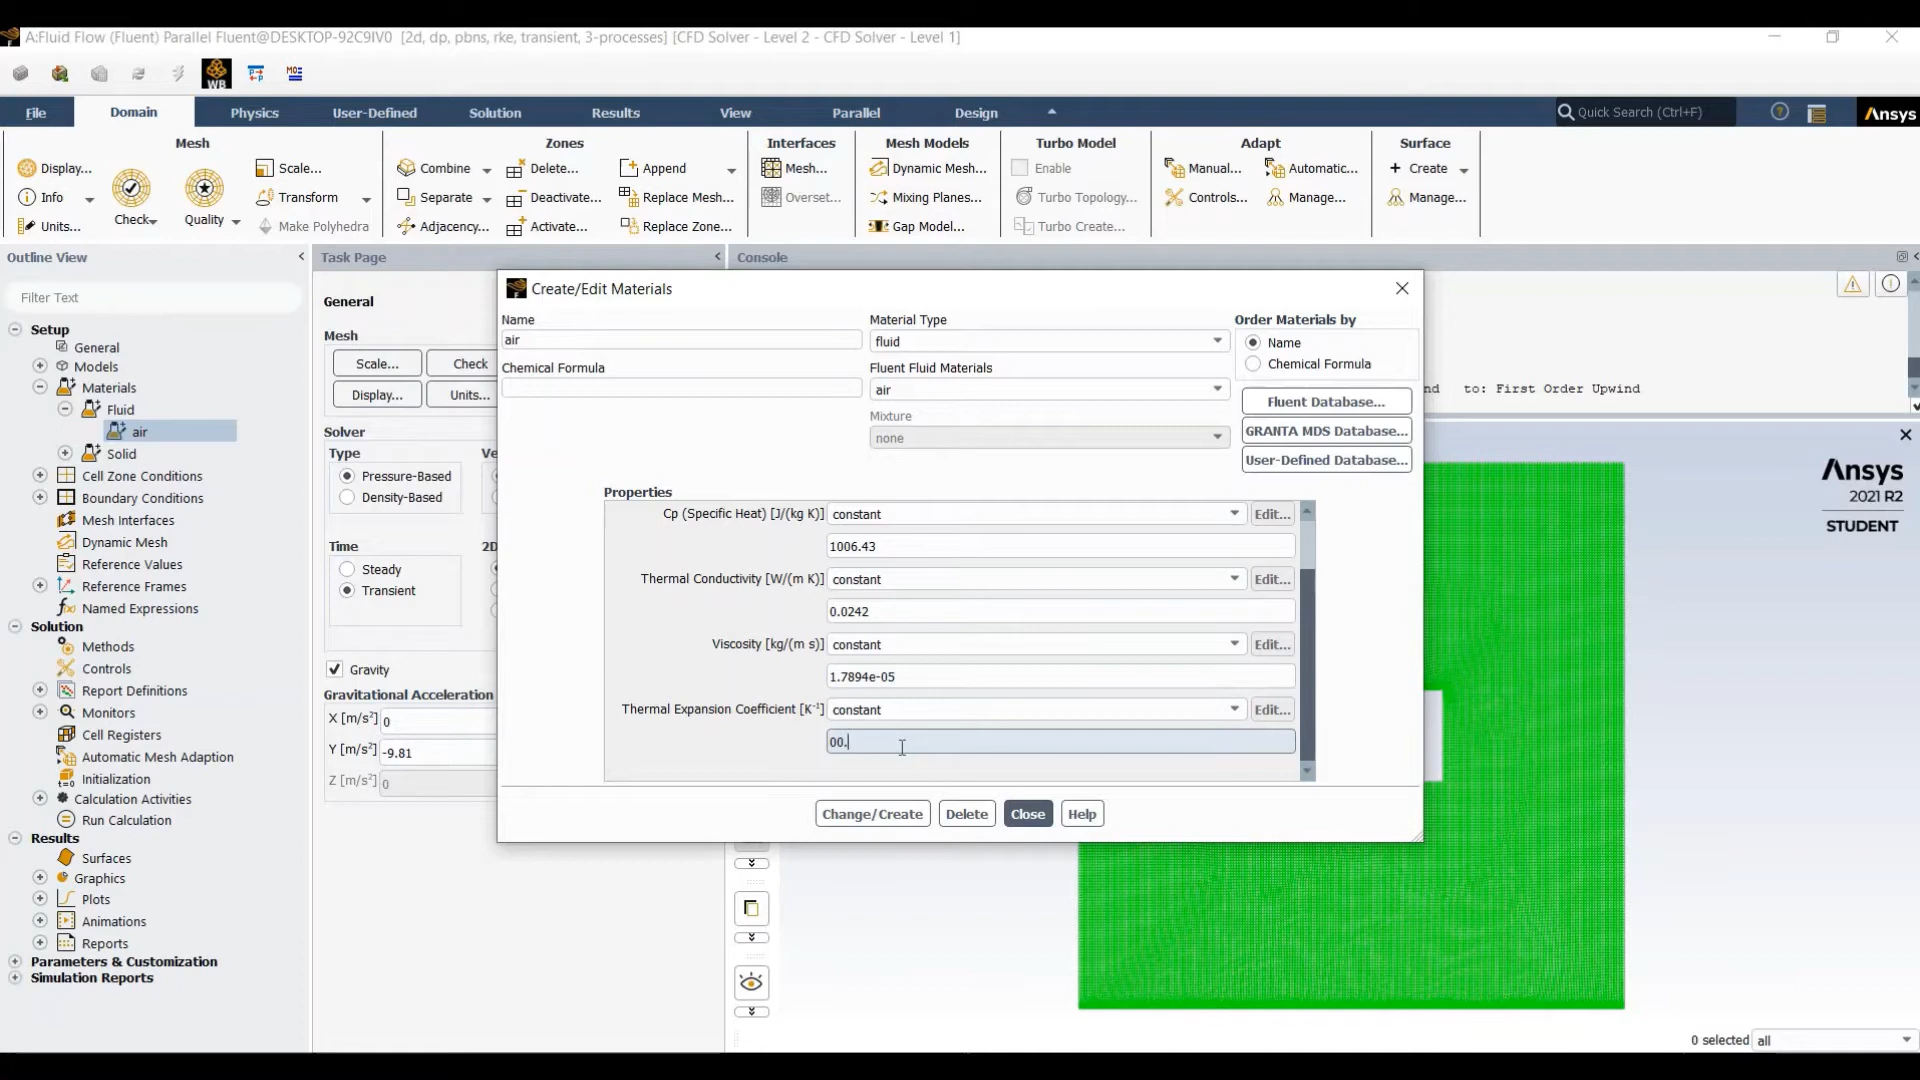 A:Fluid Flow (Fluent) Parallel Fluent@DESKTOP-92C9IV0 [2d, dp, pbns, rke, transient, 3-processes] [CFD Solver - Level 2 - CFD Solver - Level 1]
WB
File Domain Physics User-Defined Solution Results View Parallel Design Quick Search (Ctrl+F) Ansys
Mesh Zones Interfaces Mesh Models Turbo Model Adapt Surface
Display... Scale... Combine Delete... Append Mesh... Dynamic Mesh... Enable Manual... Automatic... + Create
Info Transform Separate Deactivate... Replace Mesh... Overset... Mixing Planes... Turbo Topology... Controls... Manage... Manage...
Units... Check Quality Make Polyhedra Adjacency... Activate... Replace Zone... Gap Model... Turbo Create...
Outline View
Filter Text
Setup
General
Models
Materials
Fluid
air
Solid
Cell Zone Conditions
Boundary Conditions
Mesh Interfaces
Dynamic Mesh
Reference Values
Reference Frames
Named Expressions
Solution
Methods
Controls
Report Definitions
Monitors
Cell Registers
Automatic Mesh Adaption
Initialization
Calculation Activities
Run Calculation
Results
Surfaces
Graphics
Plots
Animations
Reports
Parameters & Customization
Simulation Reports
Task Page
General
Mesh
Scale... Check
Display... Units...
Solver
Type Ve
Pressure-Based
Density-Based
Time 2D
Steady
Transient
Gravity
Gravitational Acceleration
X [m/s²] 0
Y [m/s²] -9.81
Z [m/s²] 0
Console
nd to: First Order Upwind
Create/Edit Materials
Name
air
Chemical Formula
Material Type
fluid
Fluent Fluid Materials
air
Mixture
none
Order Materials by
Name
Chemical Formula
Fluent Database...
GRANTA MDS Database...
User-Defined Database...
Properties
Cp (Specific Heat) [J/(kg K)] constant Edit...
1006.43
Thermal Conductivity [W/(m K)] constant Edit...
0.0242
Viscosity [kg/(m s)] constant Edit...
1.7894e-05
Thermal Expansion Coefficient [K⁻¹] constant Edit...
00.
Change/Create Delete Close Help
Ansys
2021 R2
STUDENT
0 selected all